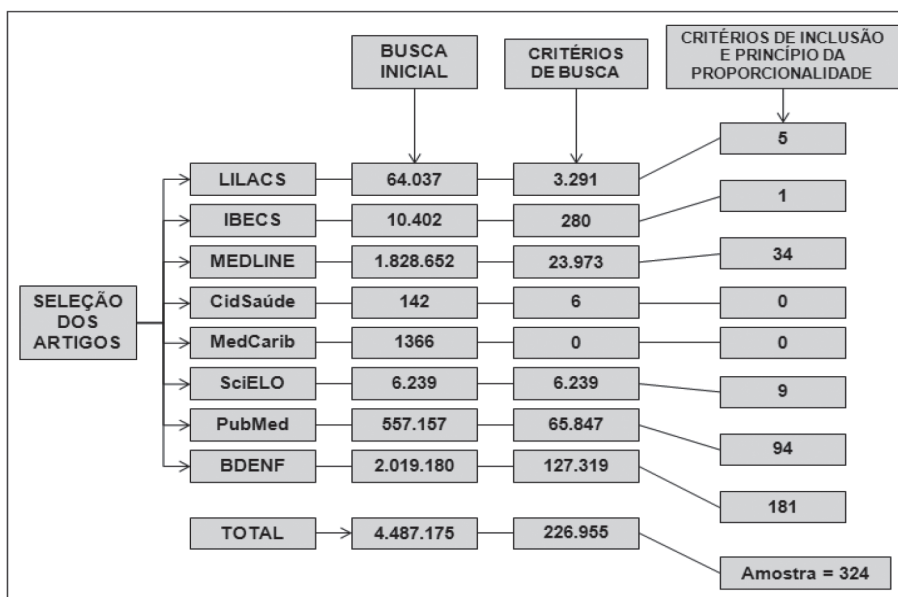 BUSCA
INICIAL
CRITÉRIOS
DE BUSCA
CRITÉRIOS DE INCLUSÃO
E PRINCÍPIO DA
PROPORCIONALIDADE
SELEÇÃO
DOS
ARTIGOS
LILACS 64.037 3.291 5
IBECS 10.402 280 1
MEDLINE 1.828.652 23.973 34
CidSaúde 142 6 0
MedCarib 1366 0 0
SciELO 6.239 6.239 9
PubMed 557.157 65.847 94
BDENF 2.019.180 127.319 181
TOTAL 4.487.175 226.955 Amostra = 324